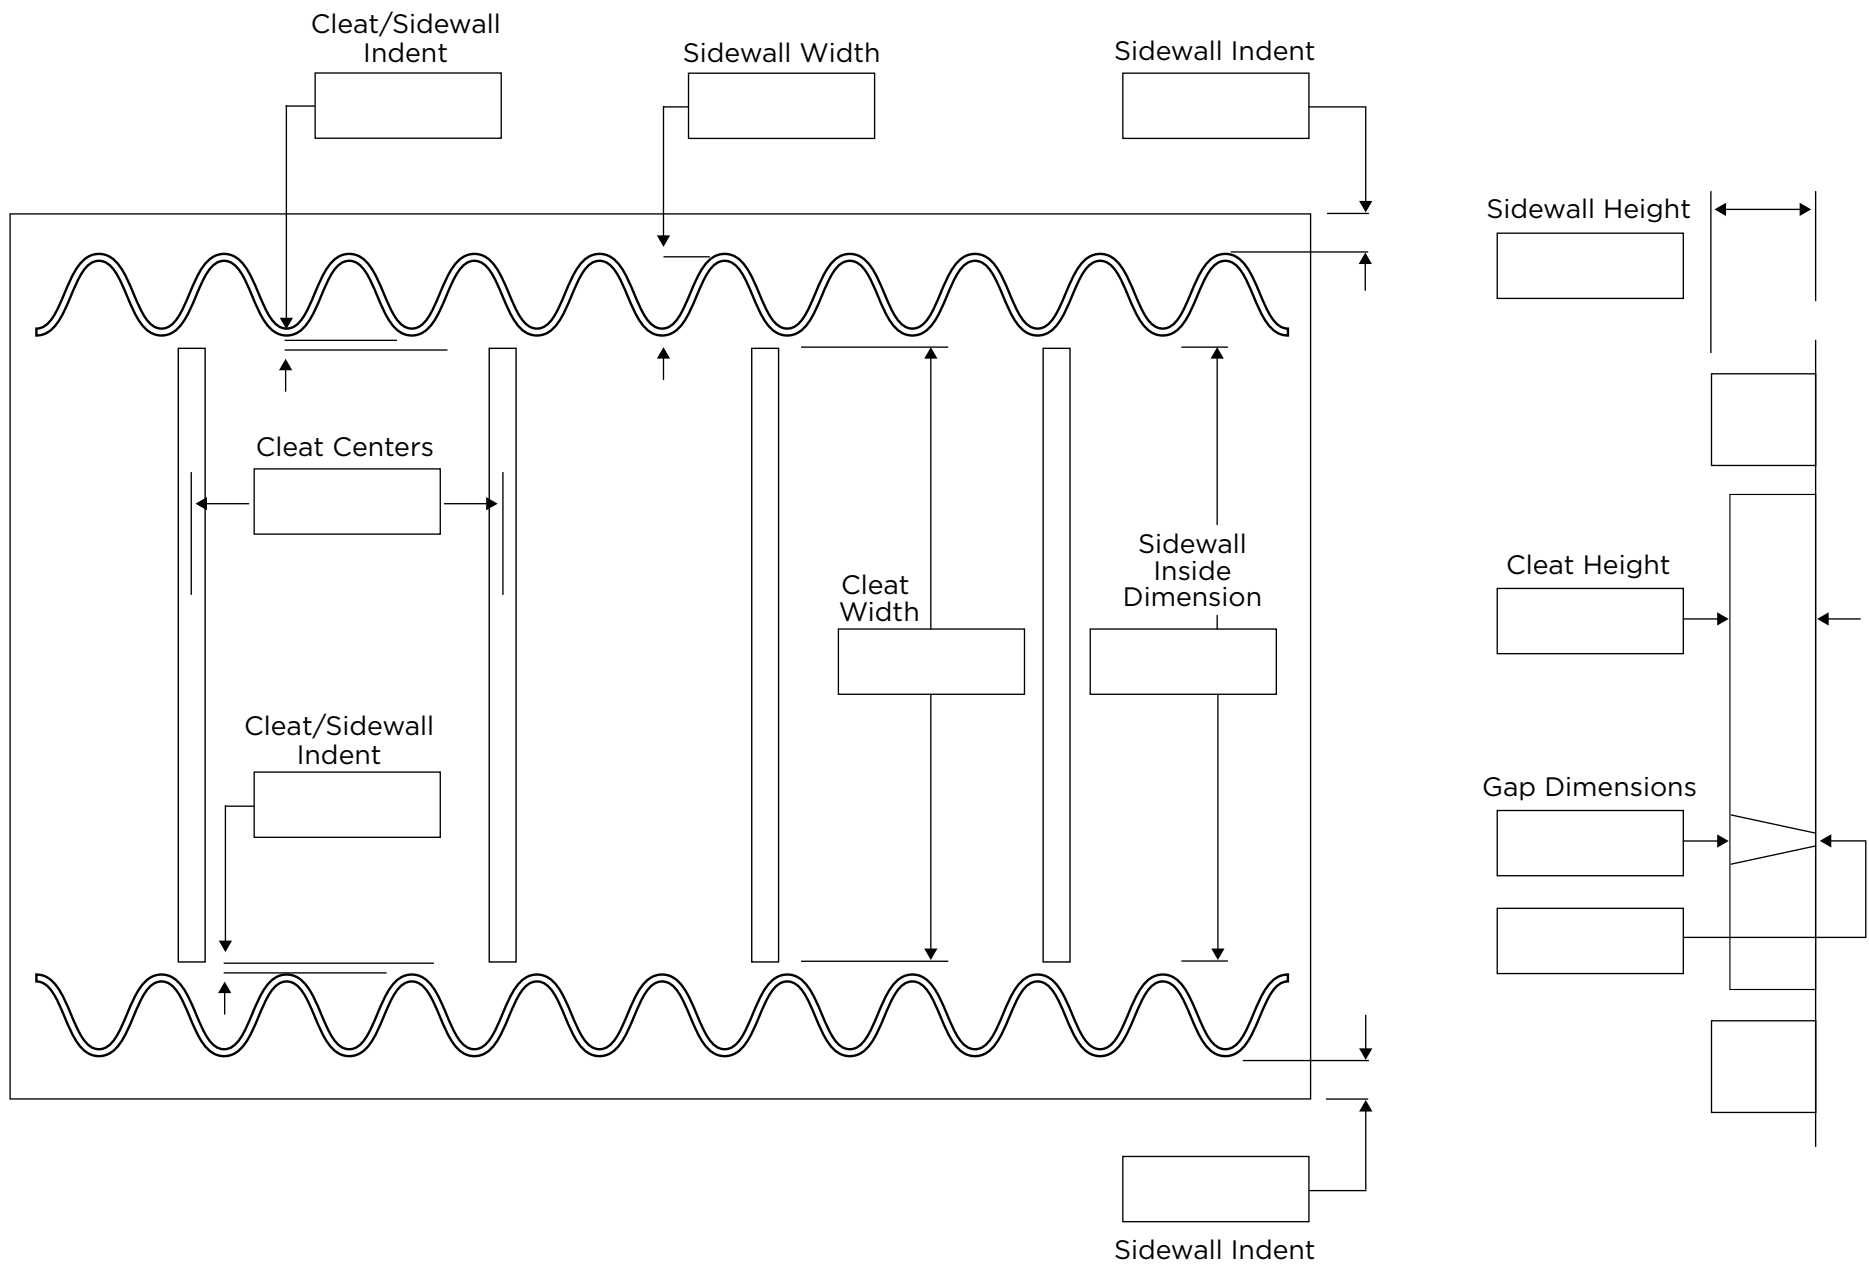 Cleat/Sidewall
Indent
Sidewall Width
Sidewall Indent
Sidewall Height
Cleat Centers
Cleat
Width
Sidewall
Inside
Dimension
Cleat Height
Cleat/Sidewall
Indent
Gap Dimensions
Sidewall Indent